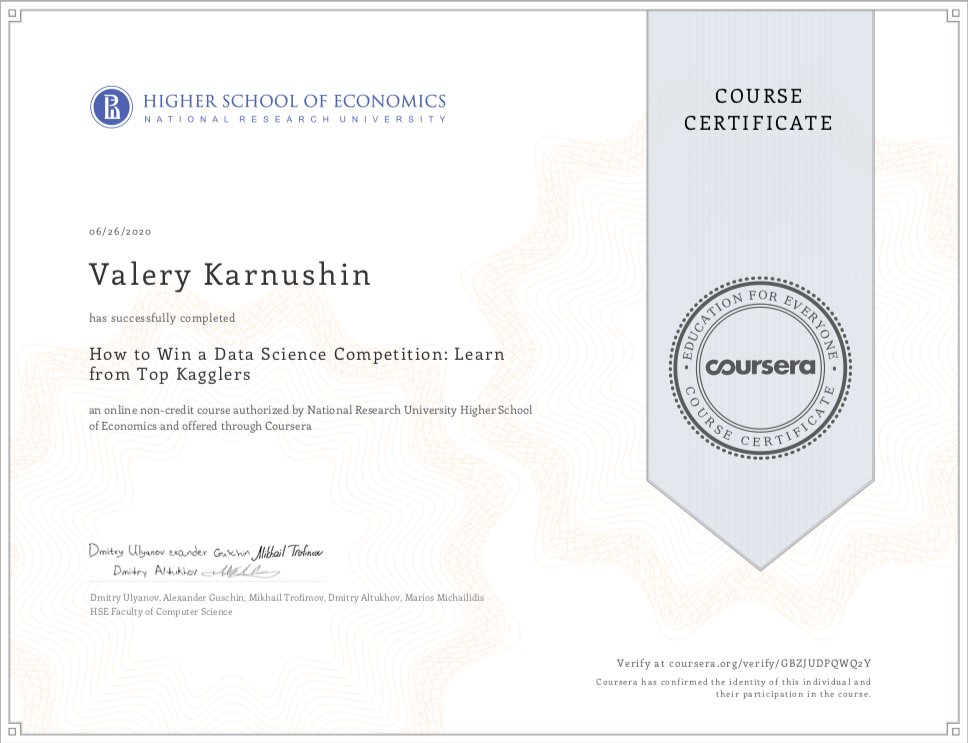 HIGHER SCHOOL OF ECONOMICS
NATIONAL RESEARCH UNIVERSITY
COURSE
CERTIFICATE
06/26/2020
Valery Karnushin
has successfully completed
How to Win a Data Science Competition: Learn
from Top Kagglers
an online non-credit course authorized by National Research University Higher School
of Economics and offered through Coursera
EDUCATION FOR EVERYONE
coursera
COURSE CERTIFICATE
Dmitry Ulyanov exander Guschin Mikhail Trofimov
Dmitry Altukhov
Dmitry Ulyanov, Alexander Guschin, Mikhail Trofimov, Dmitry Altukhov, Marios Michailidis
HSE Faculty of Computer Science
Verify at coursera.org/verify/GBZJUDPQWQ2Y
Coursera has confirmed the identity of this individual and
their participation in the course.